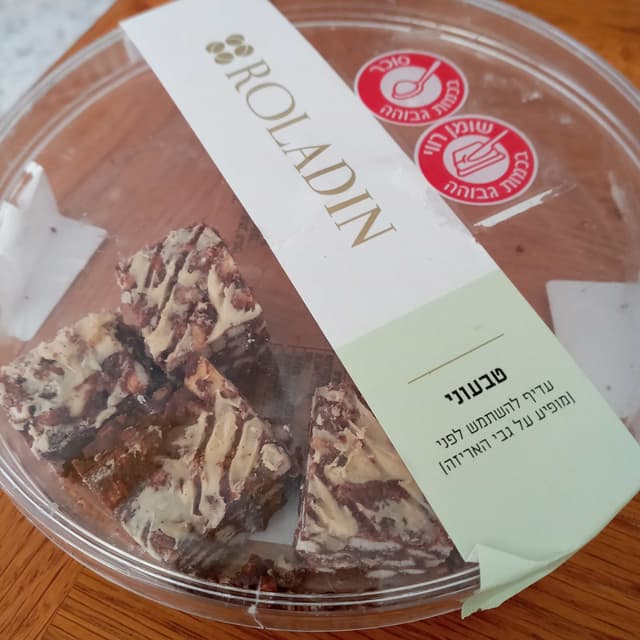 ROLADIN
סוכר
בכמות גבוהה
שומן רווי
בכמות גבוהה
טבעוני
עדיף להשתמש לפני
(מופיע על גבי האריזה)